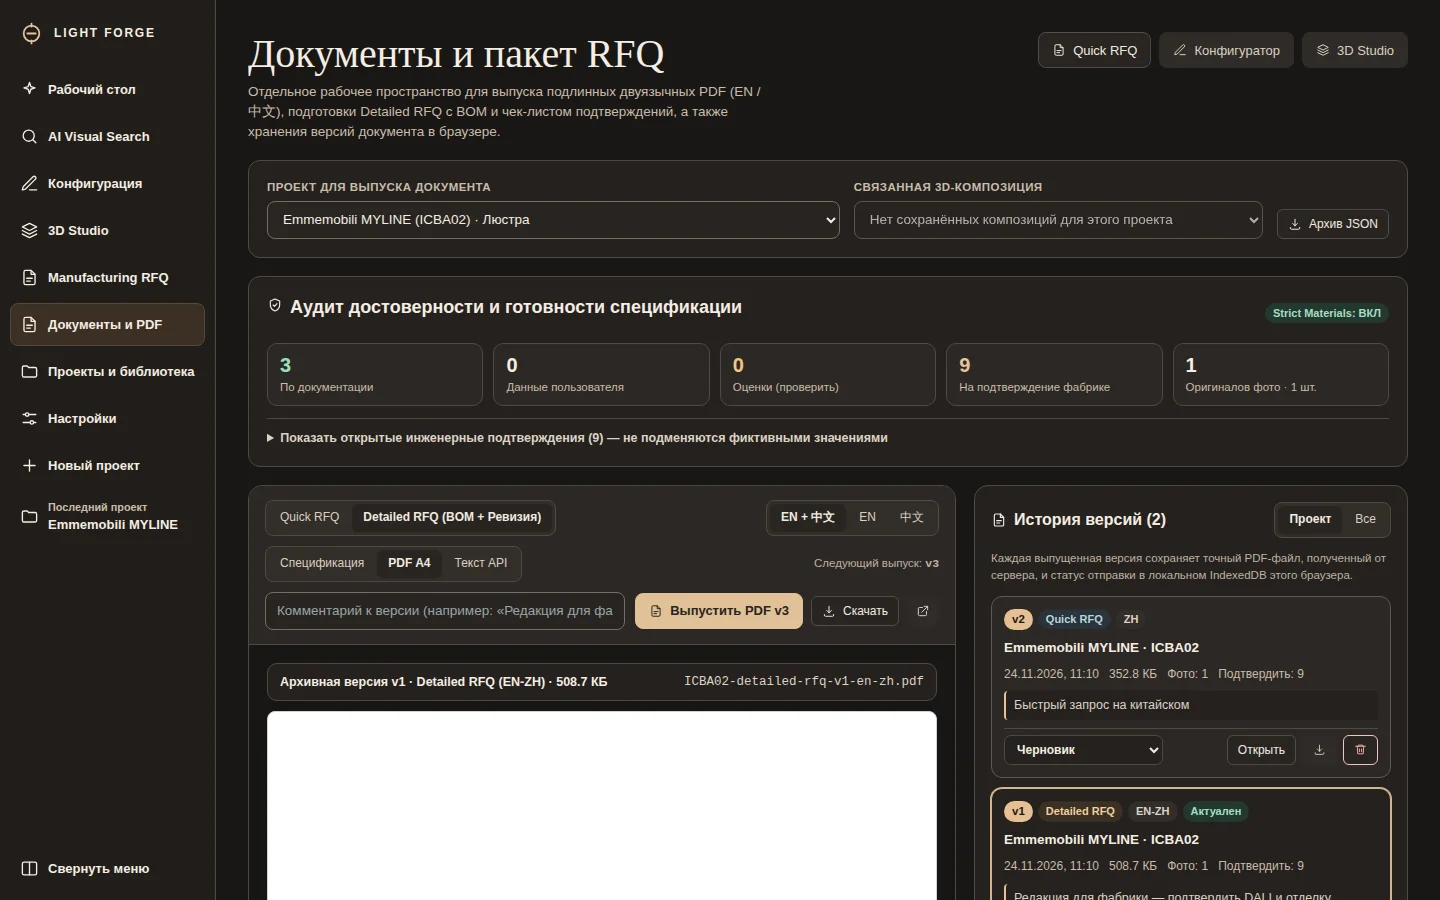 LIGHT FORGE
Рабочий стол
AI Visual Search
Конфигурация
3D Studio
Manufacturing RFQ
Документы и PDF
Проекты и библиотека
Настройки
Новый проект
Последний проект
Emmemobili MYLINE
Свернуть меню
Документы и пакет RFQ
Отдельное рабочее пространство для выпуска подлинных двуязычных PDF (EN /
中文), подготовки Detailed RFQ с BOM и чек-листом подтверждений, а также
хранения версий документа в браузере.
Quick RFQ
Конфигуратор
3D Studio
ПРОЕКТ ДЛЯ ВЫПУСКА ДОКУМЕНТА
Emmemobili MYLINE (ICBA02) · Люстра
СВЯЗАННАЯ 3D-КОМПОЗИЦИЯ
Нет сохранённых композиций для этого проекта
Архив JSON
Аудит достоверности и готовности спецификации
Strict Materials: ВКЛ
3
По документации
0
Данные пользователя
0
Оценки (проверить)
9
На подтверждение фабрике
1
Оригиналов фото · 1 шт.
Показать открытые инженерные подтверждения (9) — не подменяются фиктивными значениями
Quick RFQ
Detailed RFQ (BOM + Ревизия)
EN + 中文
EN
中文
Спецификация
PDF A4
Текст API
Следующий выпуск: v3
Комментарий к версии (например: «Редакция для фа
Выпустить PDF v3
Скачать
Архивная версия v1 · Detailed RFQ (EN-ZH) · 508.7 КБ
ICBA02-detailed-rfq-v1-en-zh.pdf
История версий (2)
Проект
Все
Каждая выпущенная версия сохраняет точный PDF-файл, полученный от
сервера, и статус отправки в локальном IndexedDB этого браузера.
v2
Quick RFQ
ZH
Emmemobili MYLINE · ICBA02
24.11.2026, 11:10 352.8 КБ Фото: 1 Подтвердить: 9
Быстрый запрос на китайском
Черновик
Открыть
v1
Detailed RFQ
EN-ZH
Актуален
Emmemobili MYLINE · ICBA02
24.11.2026, 11:10 508.7 КБ Фото: 1 Подтвердить: 9
Редакция для фабрики — подтвердить DALI и отделку